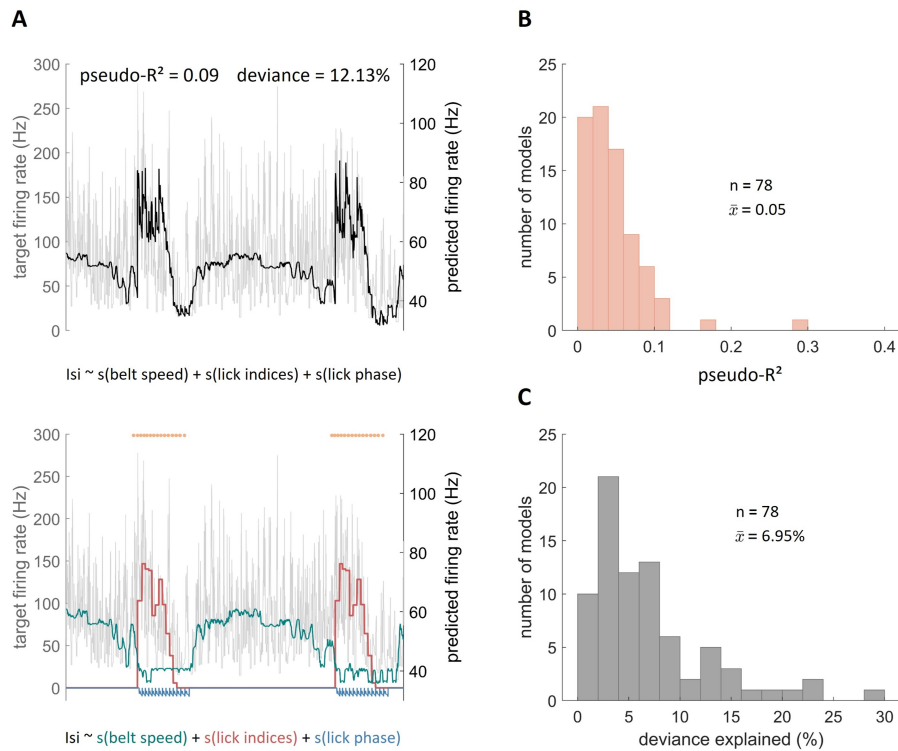 A
pseudo-R² = 0.09 deviance = 12.13%
target firing rate (Hz)
300
250
200
150
100
50
0
predicted firing rate (Hz)
120
100
80
60
40
Isi ~ s(belt speed) + s(lick indices) + s(lick phase)
target firing rate (Hz)
300
250
200
150
100
50
0
predicted firing rate (Hz)
120
100
80
60
40
Isi ~ s(belt speed) + s(lick indices) + s(lick phase)
B
number of models
25
20
15
10
5
0
n = 78
x̄ = 0.05
0 0.1 0.2 0.3 0.4
pseudo-R²
C
number of models
25
20
15
10
5
0
n = 78
x̄ = 6.95%
0 5 10 15 20 25 30
deviance explained (%)